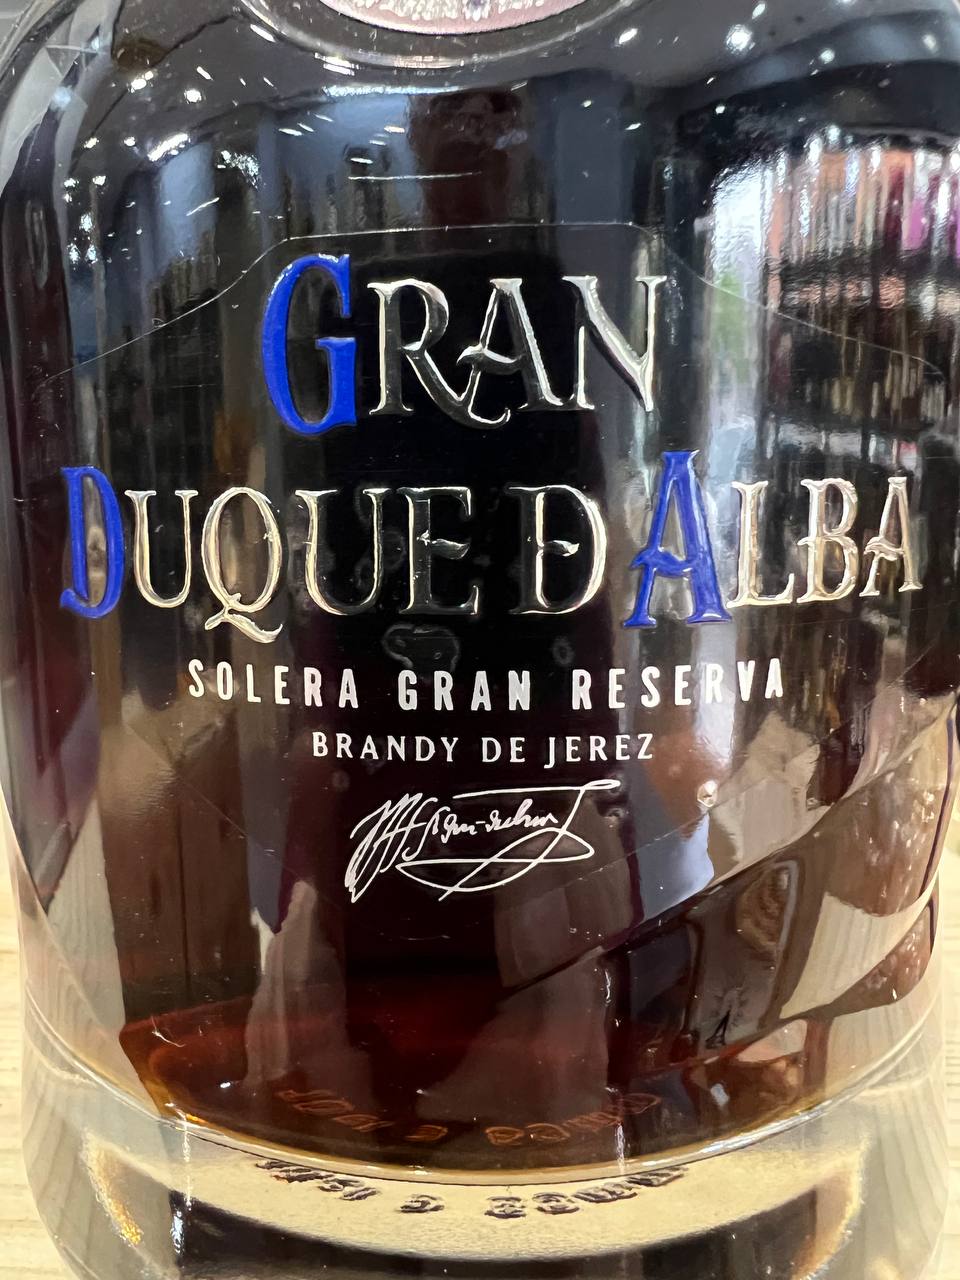 GRAN
DUQUE D ALBA
SOLERA GRAN RESERVA
BRANDY DE JEREZ